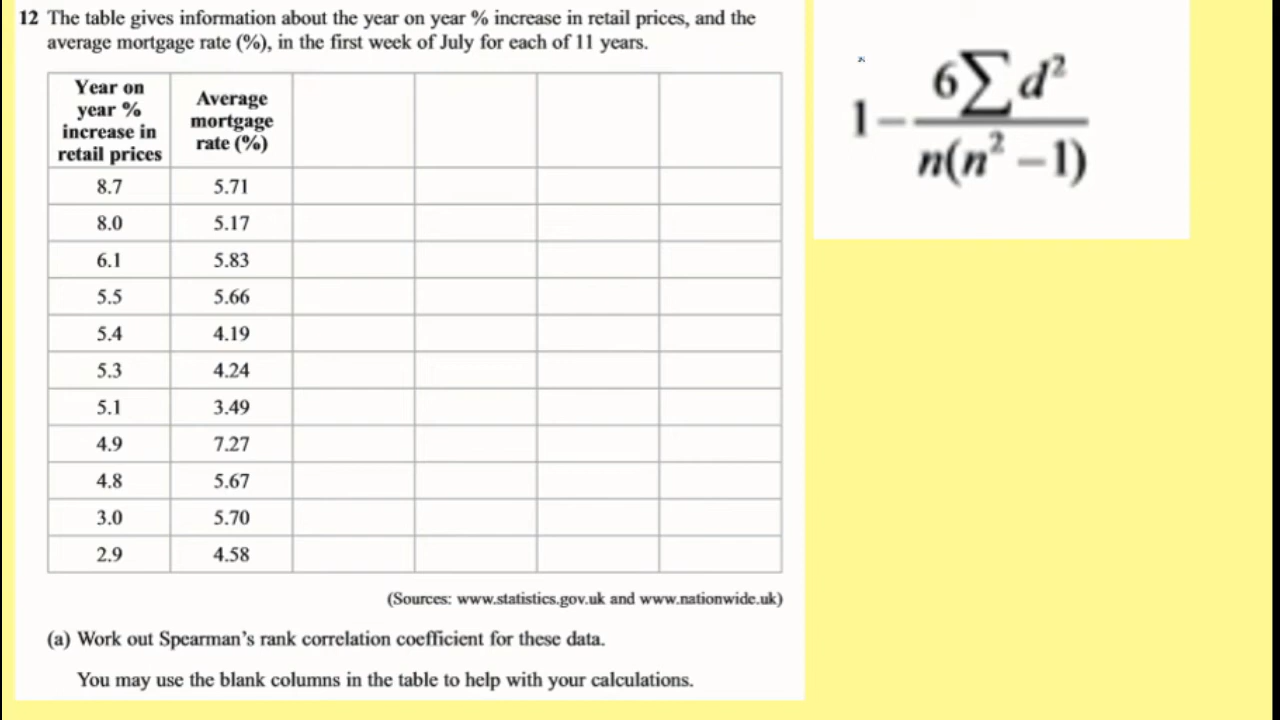 12 The table gives information about the year on year % increase in retail prices, and the
average mortgage rate (%), in the first week of July for each of 11 years.
Year on
year %
increase in
retail prices
Average
mortgage
rate (%)
8.7 5.71
8.0 5.17
6.1 5.83
5.5 5.66
5.4 4.19
5.3 4.24
5.1 3.49
4.9 7.27
4.8 5.67
3.0 5.70
2.9 4.58
(Sources: www.statistics.gov.uk and www.nationwide.uk)
(a) Work out Spearman's rank correlation coefficient for these data.
You may use the blank columns in the table to help with your calculations.
6∑d²
1 −
n(n² −1)